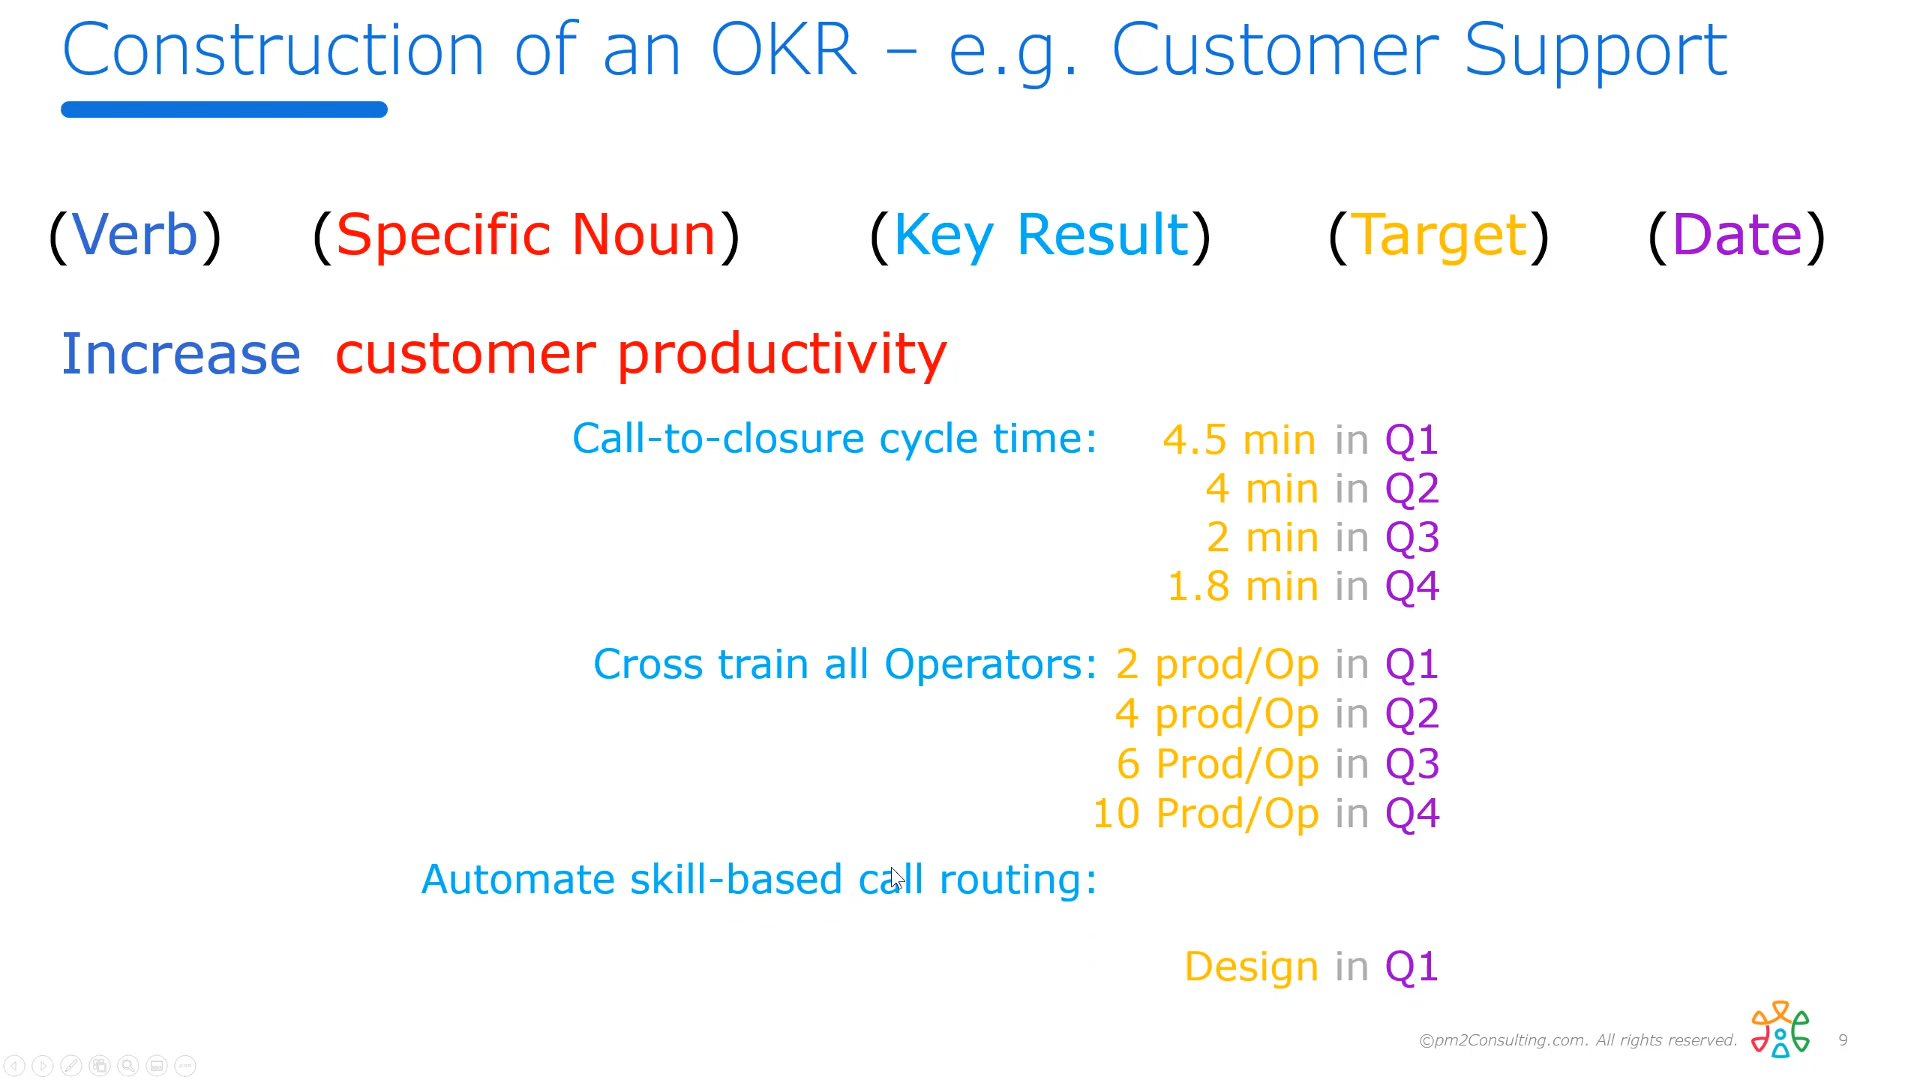 Construction of an OKR – e.g. Customer Support
(Verb) (Specific Noun) (Key Result) (Target) (Date)
Increase customer productivity
Call-to-closure cycle time: 4.5 min in Q1
4 min in Q2
2 min in Q3
1.8 min in Q4
Cross train all Operators: 2 prod/Op in Q1
4 prod/Op in Q2
6 Prod/Op in Q3
10 Prod/Op in Q4
Automate skill-based call routing:
Design in Q1
©pm2Consulting.com. All rights reserved. 9